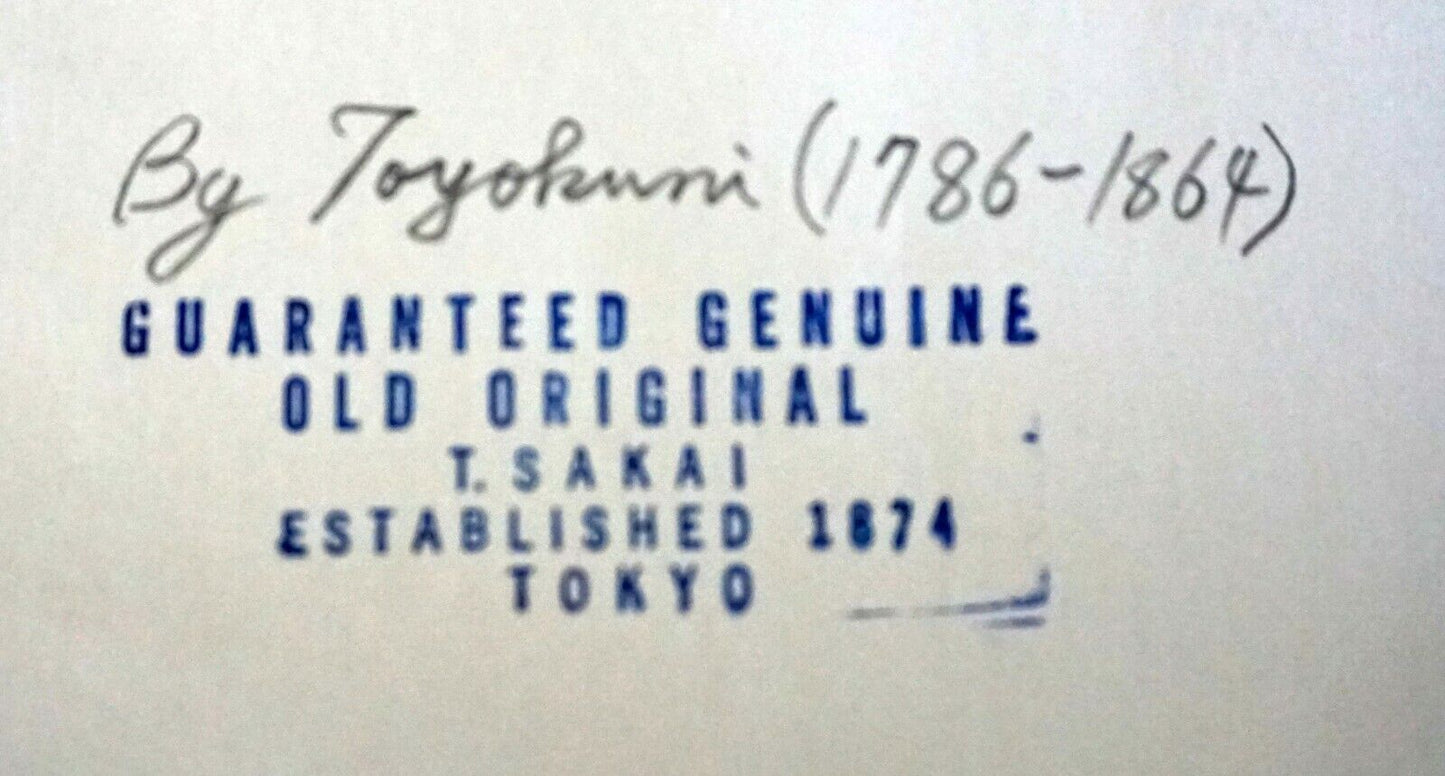 By Toyokuni (1786-1864)
GUARANTEED GENUINE
OLD ORIGINAL
T. SAKAI
ESTABLISHED 1874
TOKYO